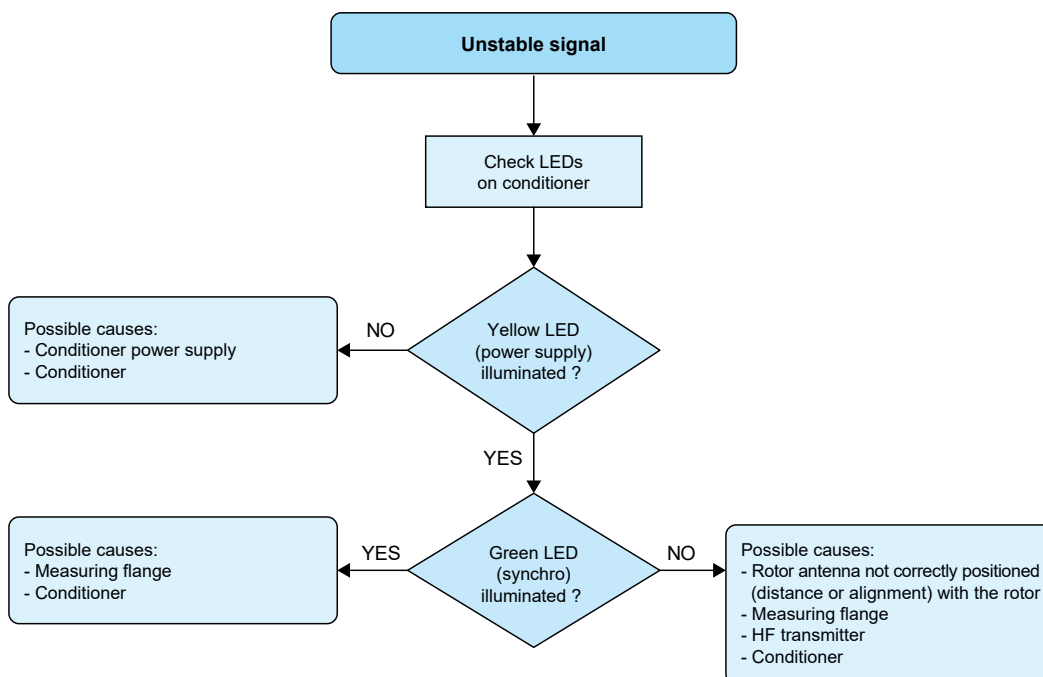 Unstable signal
Check LEDs
on conditioner
Yellow LED
(power supply)
illuminated ?
NO
Possible causes:
- Conditioner power supply
- Conditioner
YES
Green LED
(synchro)
illuminated ?
YES
Possible causes:
- Measuring flange
- Conditioner
NO
Possible causes:
- Rotor antenna not correctly positioned
(distance or alignment) with the rotor
- Measuring flange
- HF transmitter
- Conditioner